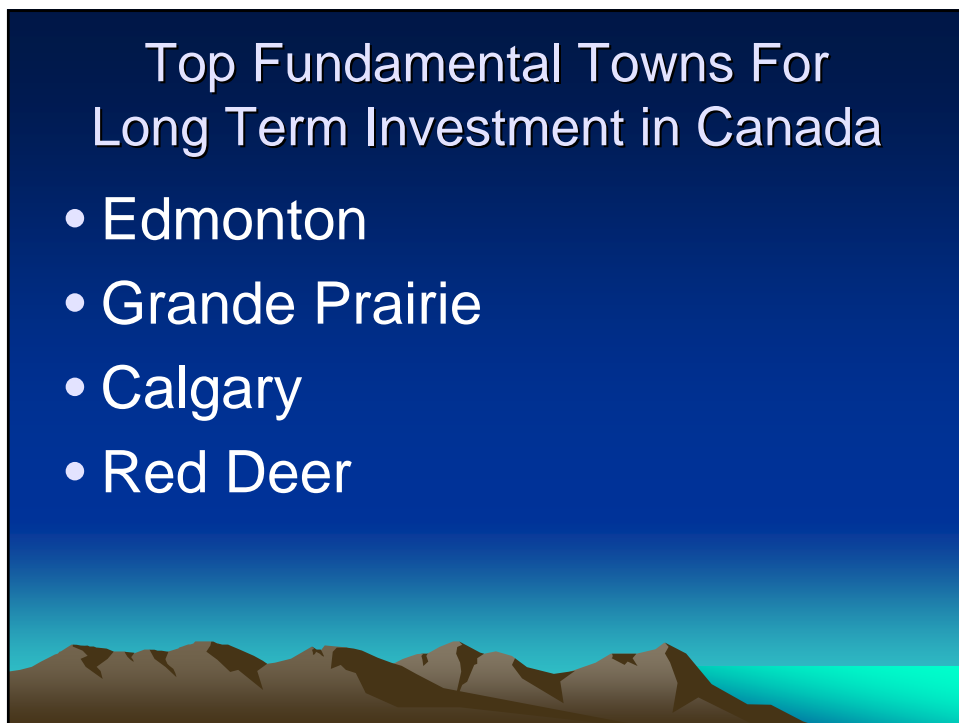 Top Fundamental Towns For
Long Term Investment in Canada
• Edmonton
• Grande Prairie
• Calgary
• Red Deer